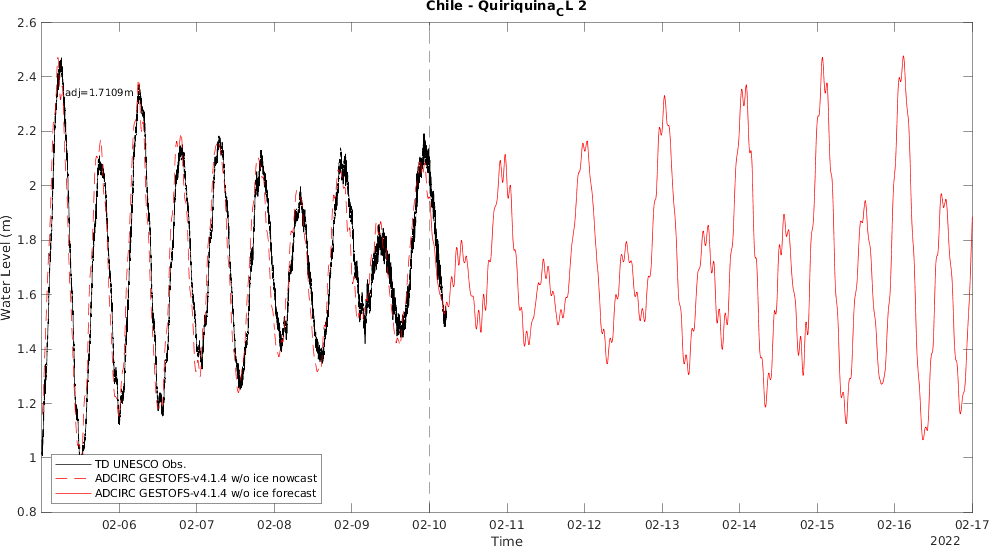 Chile - Quiriquina_CL 2
2.6
2.4
2.2
2
1.8
1.6
1.4
1.2
1
0.8
Water Level (m)
adj=1.7109m
TD UNESCO Obs.
ADCIRC GESTOFS-v4.1.4 w/o ice nowcast
ADCIRC GESTOFS-v4.1.4 w/o ice forecast
02-06 02-07 02-08 02-09 02-10 02-11 02-12 02-13 02-14 02-15 02-16 02-17
Time
2022